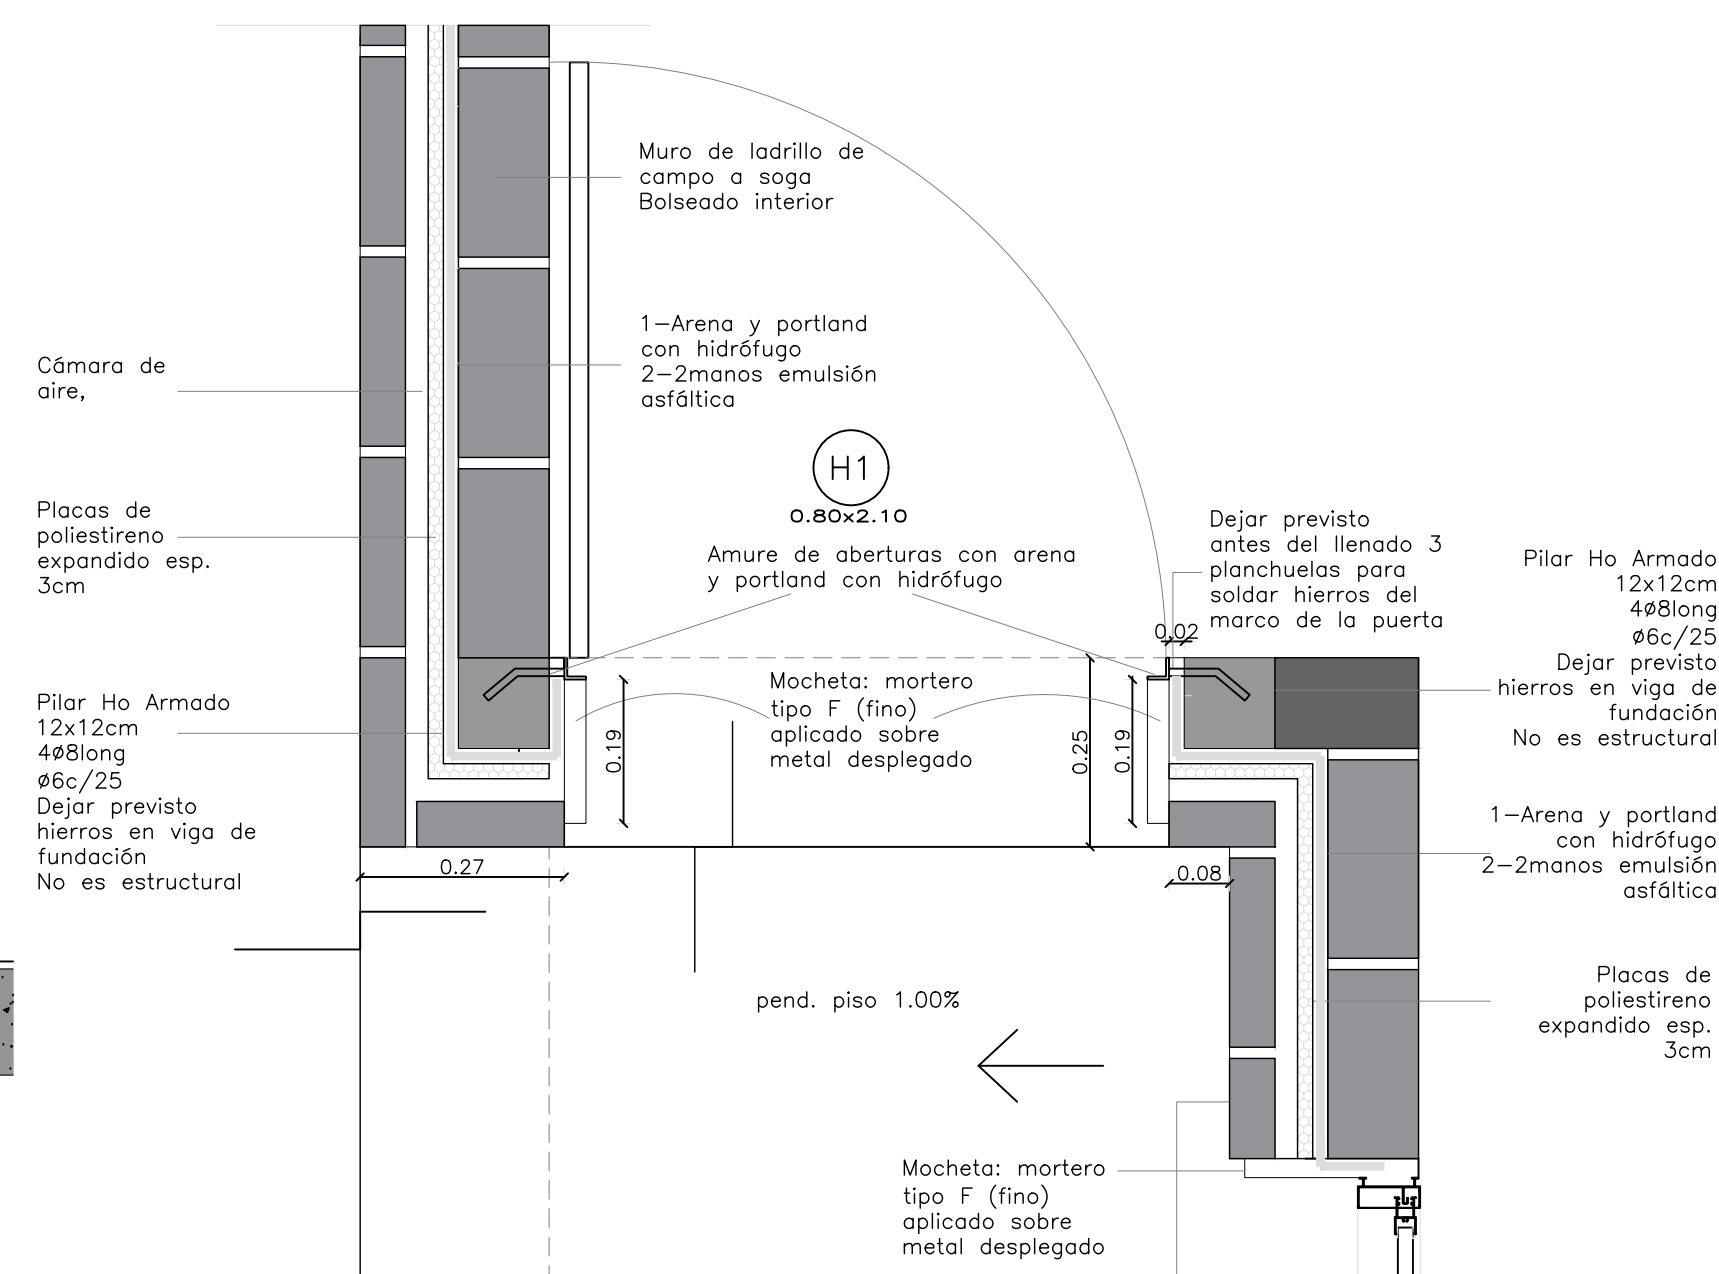 Muro de ladrillo de
campo a soga
Bolseado interior
1-Arena y portland
con hidrófugo
2-2manos emulsión
asfáltica
Cámara de
aire,
H1
0.80x2.10
Placas de
poliestireno
expandido esp.
3cm
Amure de aberturas con arena
y portland con hidrófugo
Dejar previsto
antes del llenado 3
planchuelas para
soldar hierros del
marco de la puerta
0.02
Pilar Ho Armado
12x12cm
4ø8long
ø6c/25
Dejar previsto
hierros en viga de
fundación
No es estructural
Mocheta: mortero
tipo F (fino)
aplicado sobre
metal desplegado
0.19
0.25
0.19
Pilar Ho Armado
12x12cm
4ø8long
ø6c/25
Dejar previsto
hierros en viga de
fundación
No es estructural
1-Arena y portland
con hidrófugo
2-2manos emulsión
asfáltica
0.27
0.08
Placas de
poliestireno
expandido esp.
3cm
pend. piso 1.00%
Mocheta: mortero
tipo F (fino)
aplicado sobre
metal desplegado